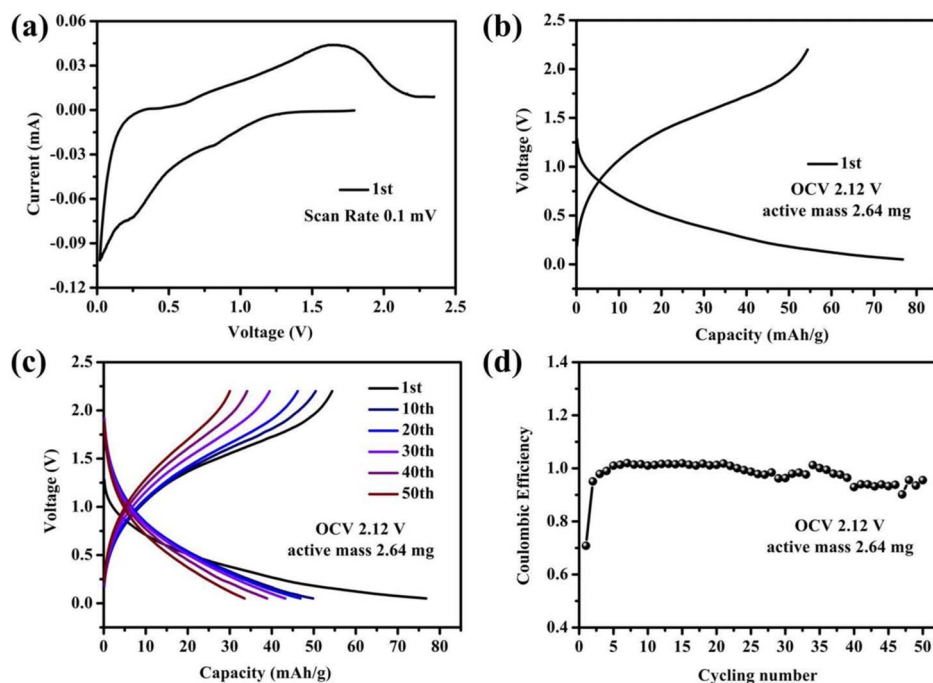 (a)
0.06
0.03
0.00
-0.03
-0.06
-0.09
-0.12
Current (mA)
1st
Scan Rate 0.1 mV
0.0 0.5 1.0 1.5 2.0 2.5
Voltage (V)
(b)
2.5
2.0
1.5
1.0
0.5
0.0
Voltage (V)
1st
OCV 2.12 V
active mass 2.64 mg
0 10 20 30 40 50 60 70 80
Capacity (mAh/g)
(c)
2.5
2.0
1.5
1.0
0.5
0.0
Voltage (V)
1st
10th
20th
30th
40th
50th
OCV 2.12 V
active mass 2.64 mg
0 10 20 30 40 50 60 70 80
Capacity (mAh/g)
(d)
1.4
1.2
1.0
0.8
0.6
0.4
Coulombic Efficiency
OCV 2.12 V
active mass 2.64 mg
0 5 10 15 20 25 30 35 40 45 50
Cycling number